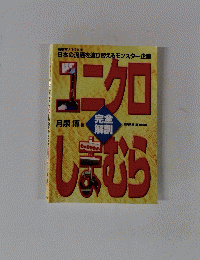 日本の流通を塗り替えるモンスター企業
ユニクロ
月泉 博 著
完全
解剖
しまむら